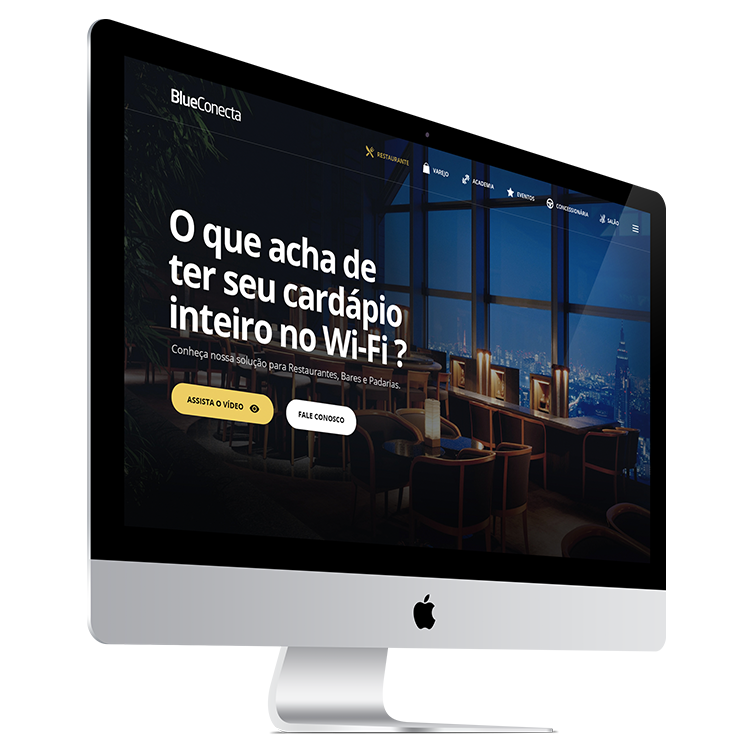 BlueConecta
RESTAURANTE
VAREJO
ACADEMIA
EVENTOS
CONCESSIONÁRIA
SALÃO
O que acha de
ter seu cardápio
inteiro no Wi-Fi ?
Conheça nossa solução para Restaurantes, Bares e Padarias.
ASSISTA O VÍDEO
FALE CONOSCO